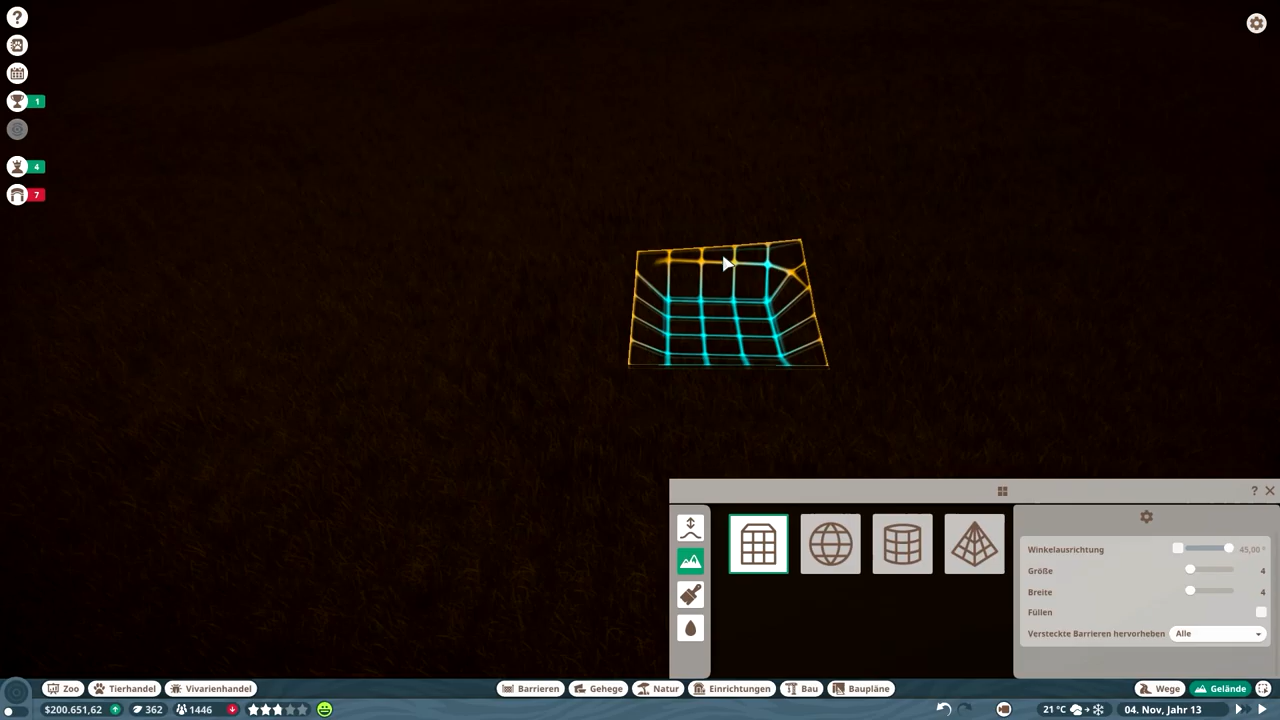 ?
1
4
7
?
Winkelausrichtung 45,00 °
Größe 4
Breite 4
Füllen
Versteckte Barrieren hervorheben Alle
Zoo Tierhandel Vivarienhandel Barrieren Gehege Natur Einrichtungen Bau Baupläne Wege Gelände
$200.651,62 362 1446 21 °C 04. Nov, Jahr 13